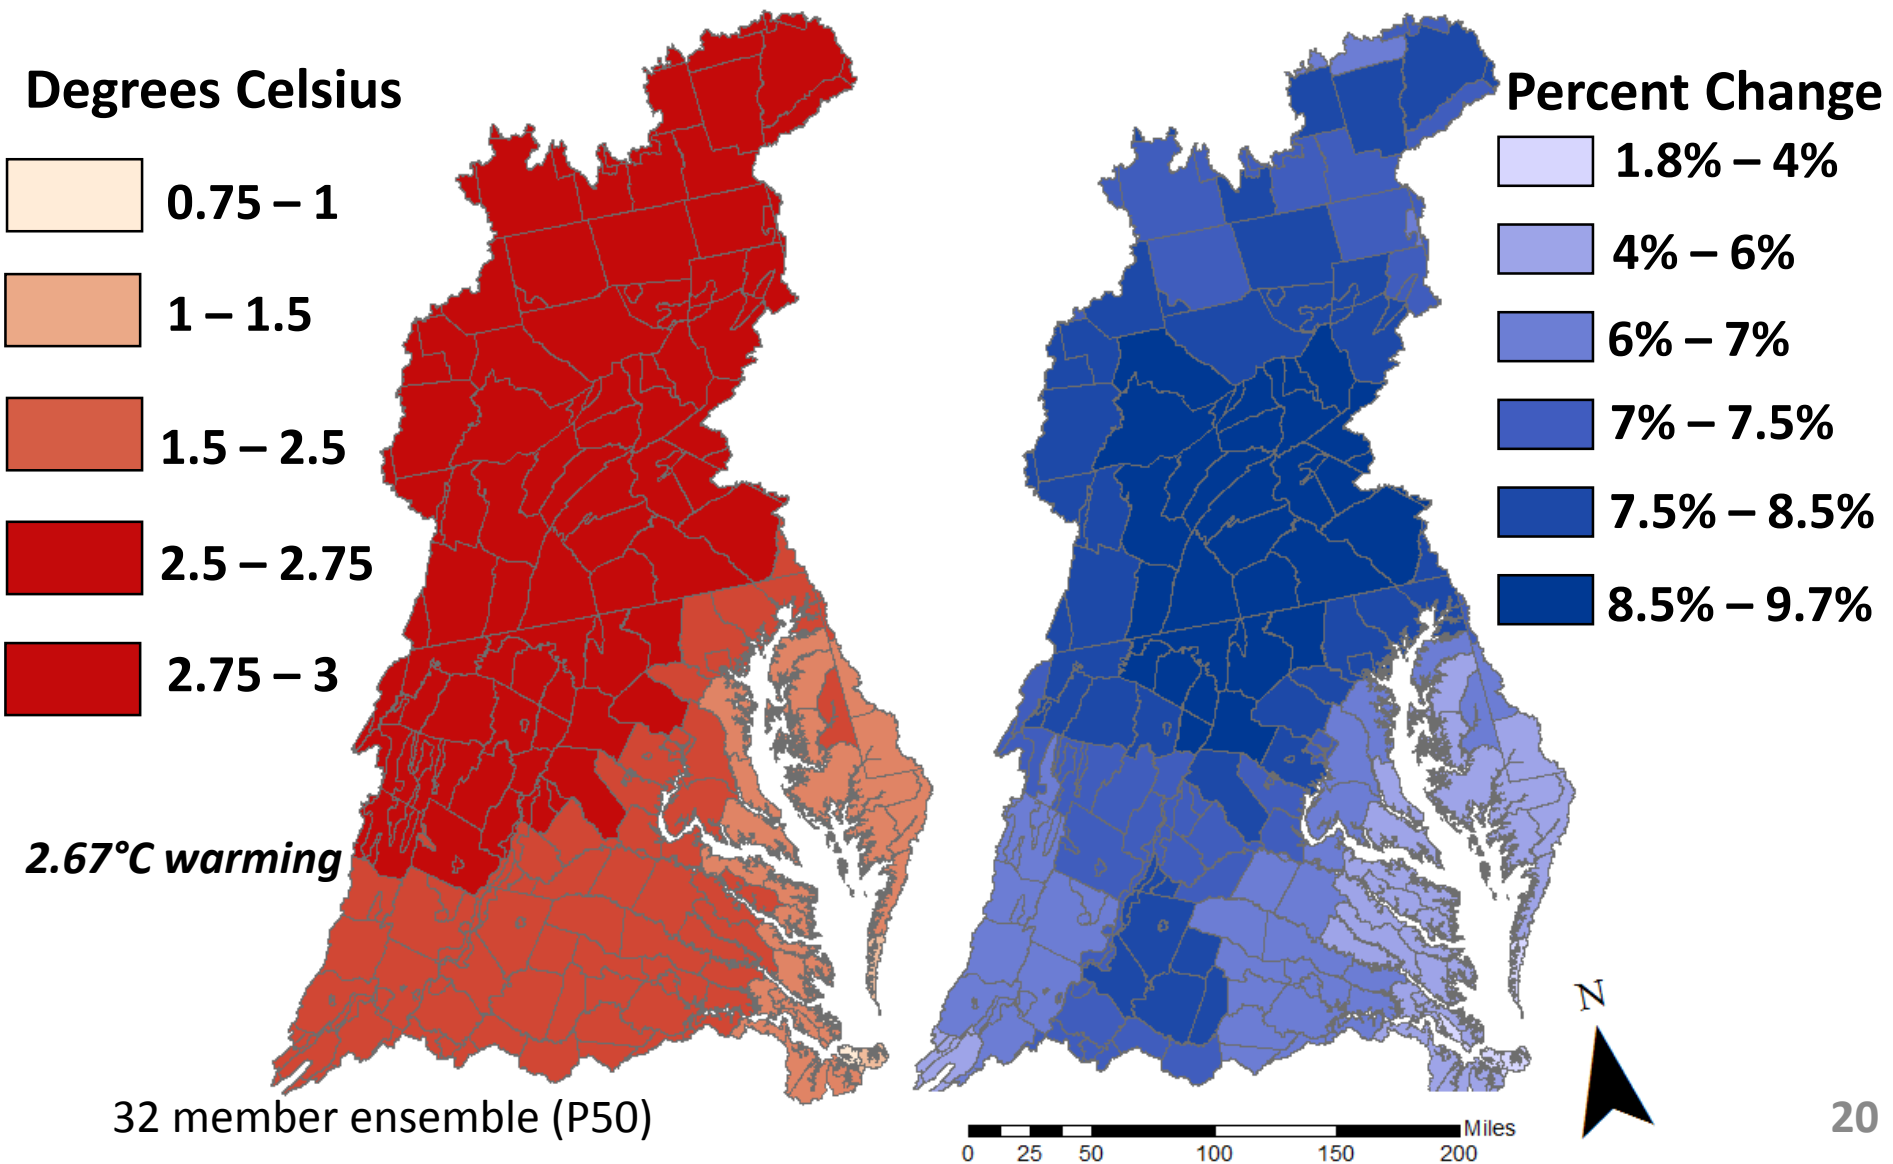 Degrees Celsius
0.75 – 1
1 – 1.5
1.5 – 2.5
2.5 – 2.75
2.75 – 3
2.67°C warming
32 member ensemble (P50)
Percent Change
1.8% – 4%
4% – 6%
6% – 7%
7% – 7.5%
7.5% – 8.5%
8.5% – 9.7%
N
Miles
0 25 50 100 150 200
20